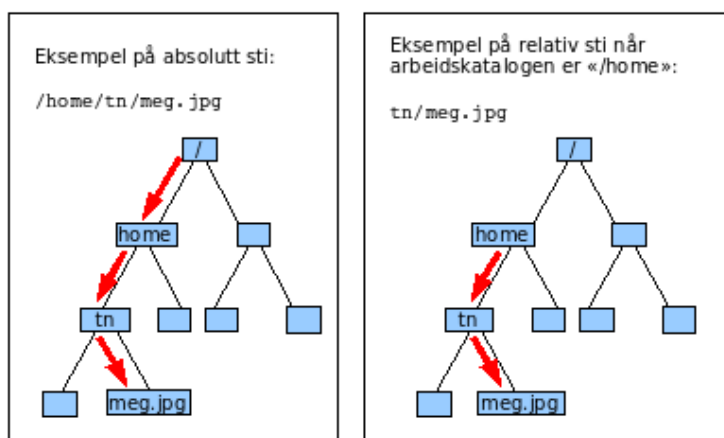 Eksempel på absolutt sti:
/home/tn/meg.jpg
/
home
tn
meg.jpg
Eksempel på relativ sti når
arbeidskatalogen er «/home»:
tn/meg.jpg
/
home
tn
meg.jpg